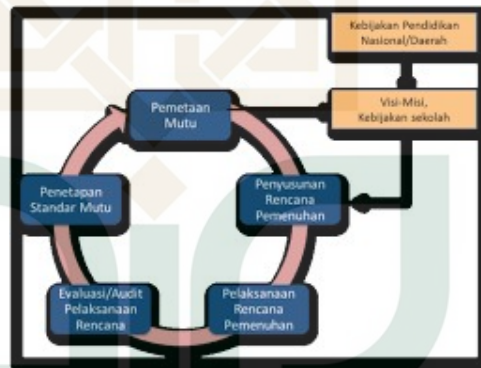 Kebijakan Pendidikan
Nasional/Daerah
Visi-Misi,
Kebijakan sekolah
Pemetaan
Mutu
Penyusunan
Rencana
Pemenuhan
Pelaksanaan
Rencana
Pemenuhan
Evaluasi/Audit
Pelaksanaan
Rencana
Penetapan
Standar Mutu